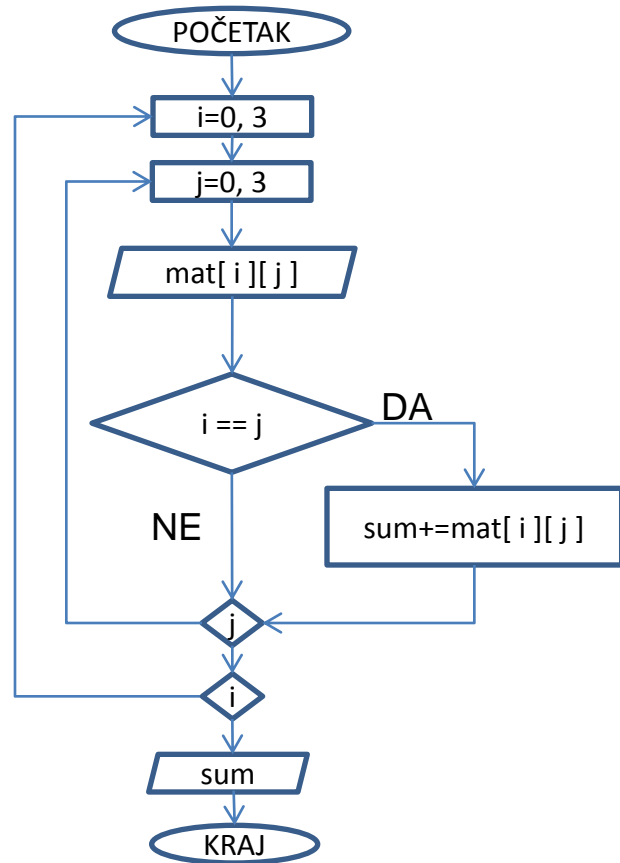 POČETAK
i=0, 3
j=0, 3
mat[ i ][ j ]
i == j
DA
NE
sum+=mat[ i ][ j ]
j
i
sum
KRAJ